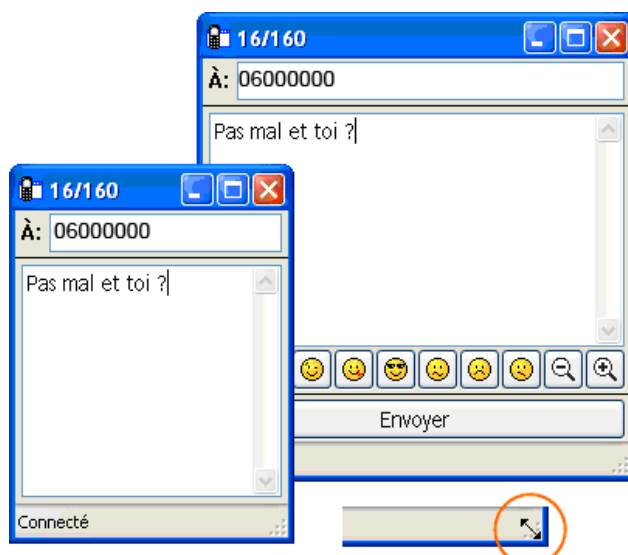 16/160
À: 06000000
Pas mal et toi ?
Envoyer
16/160
À: 06000000
Pas mal et toi ?
Connecté